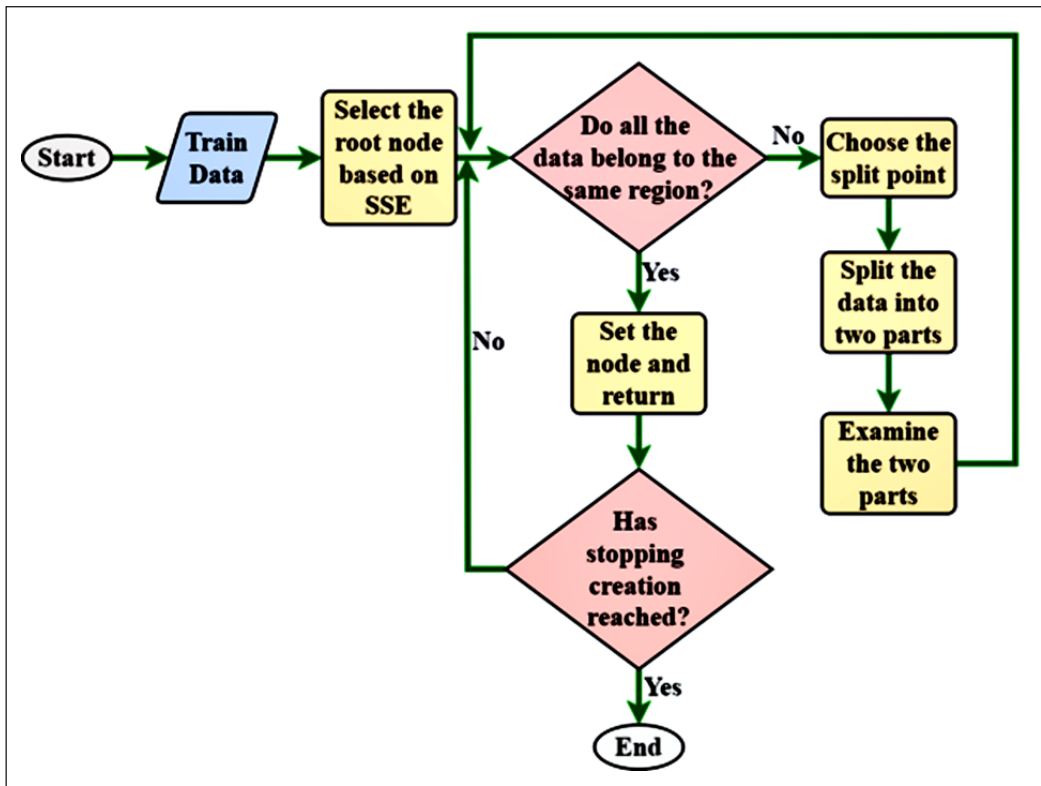 Start
Train
Data
Select the
root node
based on
SSE
Do all the
data belong to the
same region?
No
Choose the
split point
Split the
data into
two parts
Examine
the two
parts
Yes
Set the
node and
return
No
Has
stopping
creation
reached?
Yes
End